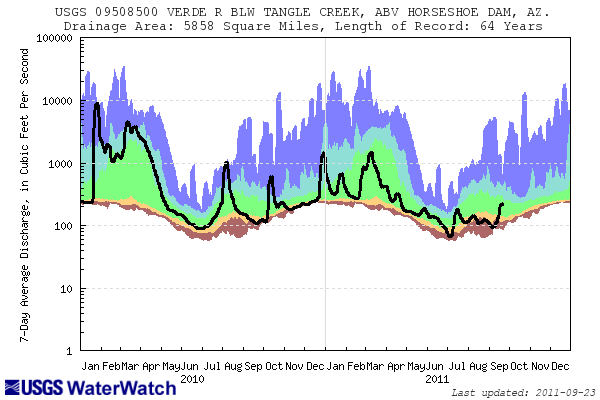 USGS 09508500 VERDE R BLW TANGLE CREEK, ABV HORSESHOE DAM, AZ.
Drainage Area: 5858 Square Miles, Length of Record: 64 Years
7-Day Average Discharge, in Cubic Feet Per Second
100000
10000
1000
100
10
1
Jan Feb Mar Apr May Jun Jul Aug Sep Oct Nov Dec Jan Feb Mar Apr May Jun Jul Aug Sep Oct Nov Dec
2010 2011
USGS WaterWatch
Last updated: 2011-09-23